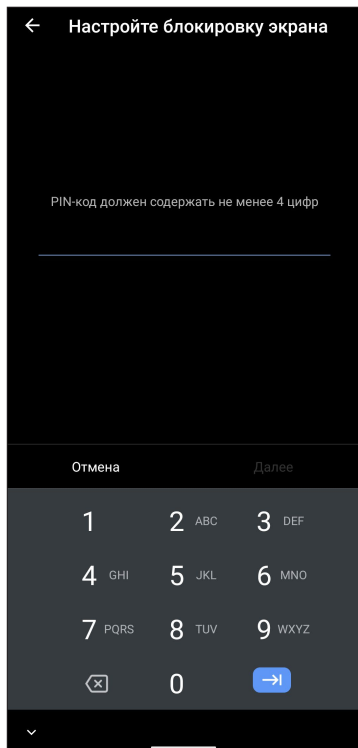 Настройте блокировку экрана
PIN-код должен содержать не менее 4 цифр
Отмена Далее
1 2 ABC 3 DEF
4 GHI 5 JKL 6 MNO
7 PQRS 8 TUV 9 WXYZ
0